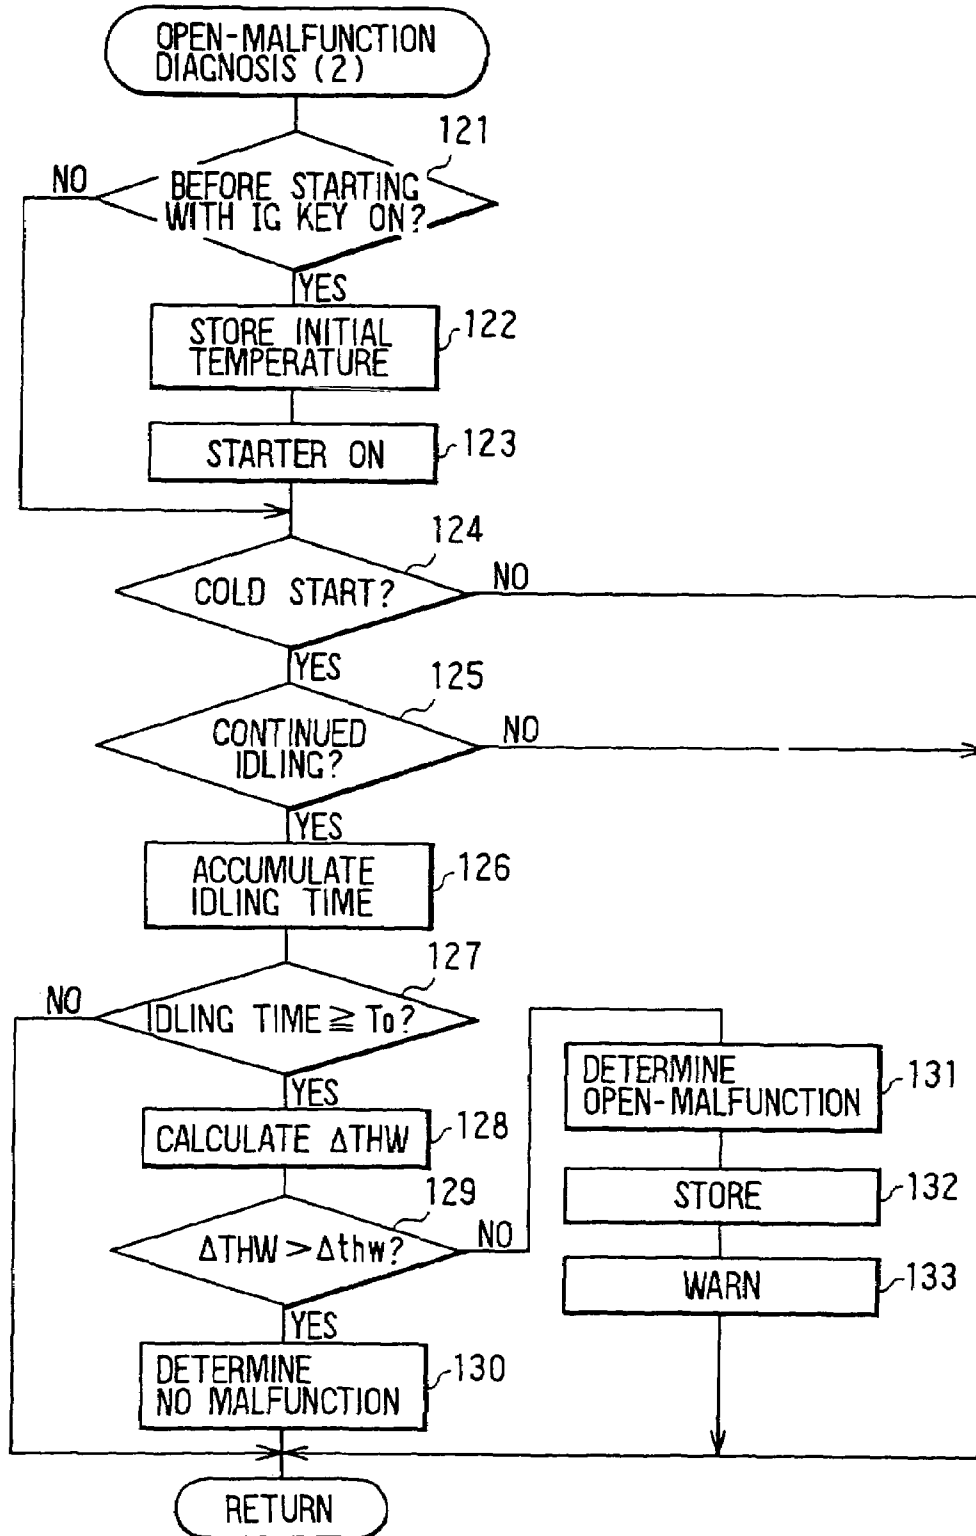 OPEN-MALFUNCTION
DIAGNOSIS (2)
121
NO
BEFORE STARTING
WITH IG KEY ON?
YES
STORE INITIAL
TEMPERATURE
122
STARTER ON
123
124
COLD START?
NO
YES
125
CONTINUED
IDLING?
NO
YES
ACCUMULATE
IDLING TIME
126
127
NO
IDLING TIME ≧ To?
YES
CALCULATE ΔTHW
128
129
ΔTHW > Δthw?
NO
YES
DETERMINE
NO MALFUNCTION
130
DETERMINE
OPEN-MALFUNCTION
131
STORE
132
WARN
133
RETURN